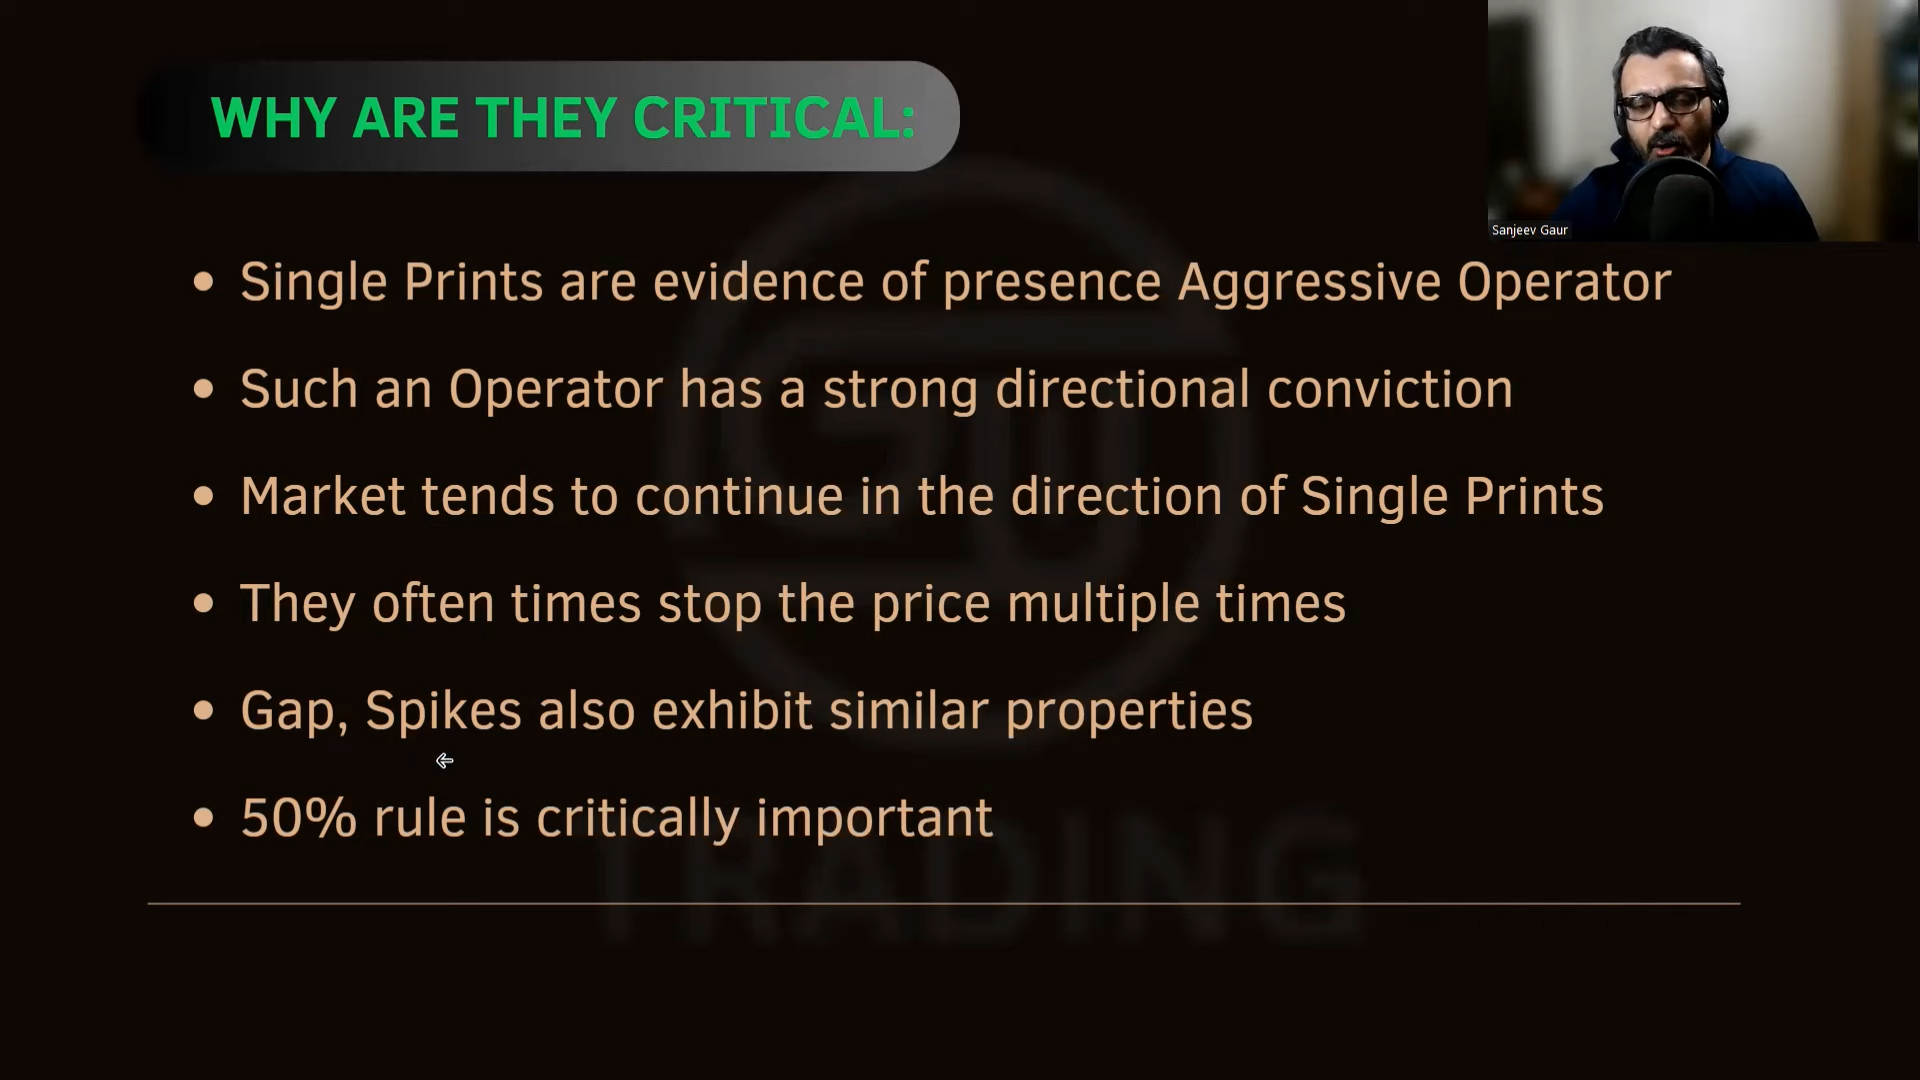 WHY ARE THEY CRITICAL:
Sanjeev Gaur
• Single Prints are evidence of presence Aggressive Operator
• Such an Operator has a strong directional conviction
• Market tends to continue in the direction of Single Prints
• They often times stop the price multiple times
• Gap, Spikes also exhibit similar properties
• 50% rule is critically important
TRADING